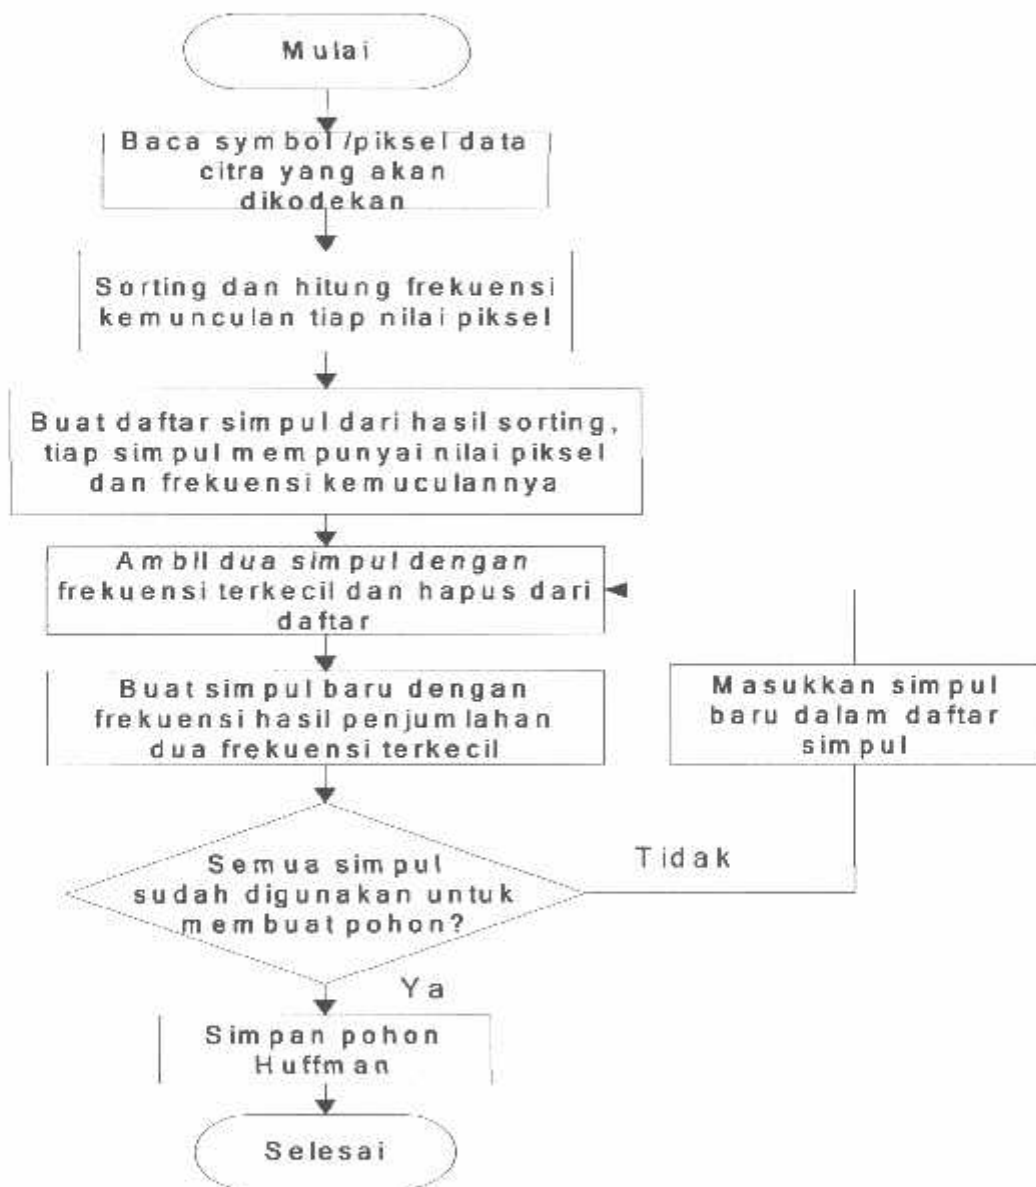 Mulai
Baca symbol /piksel data
citra yang akan
dikodekan
Sorting dan hitung frekuensi
kemunculan tiap nilai piksel
Buat daftar simpul dari hasil sorting,
tiap simpul mempunyai nilai piksel
dan frekuensi kemuculannya
Ambil dua simpul dengan
frekuensi terkecil dan hapus dari
daftar
Buat simpul baru dengan
frekuensi hasil penjumlahan
dua frekuensi terkecil
Masukkan simpul
baru dalam daftar
simpul
Semua simpul
sudah digunakan untuk
membuat pohon?
Tidak
Ya
Simpan pohon
Huffman
Selesai